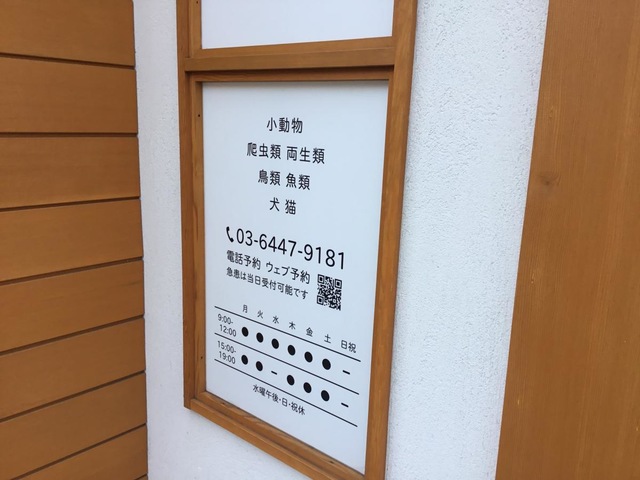 小動物
爬虫類 両生類
鳥類 魚類
犬 猫
03-6447-9181
電話予約 ウェブ予約
急患は当日受付可能です
月 火 水 木 金 土 日祝
9:00-12:00 ● ● ● ● ● ● −
15:00-19:00 ● ● − ● ● ● −
水曜午後・日・祝休